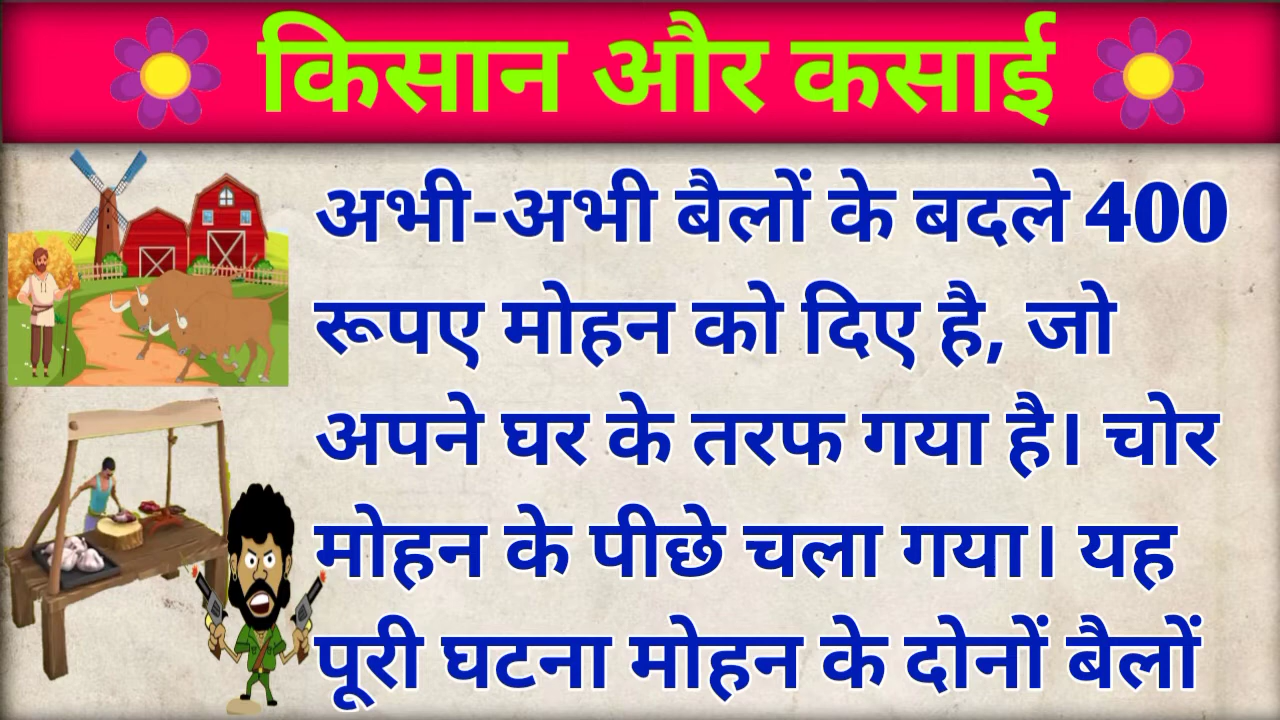 किसान और कसाई
अभी-अभी बैलों के बदले 400
रूपए मोहन को दिए है, जो
अपने घर के तरफ गया है। चोर
मोहन के पीछे चला गया। यह
पूरी घटना मोहन के दोनों बैलों